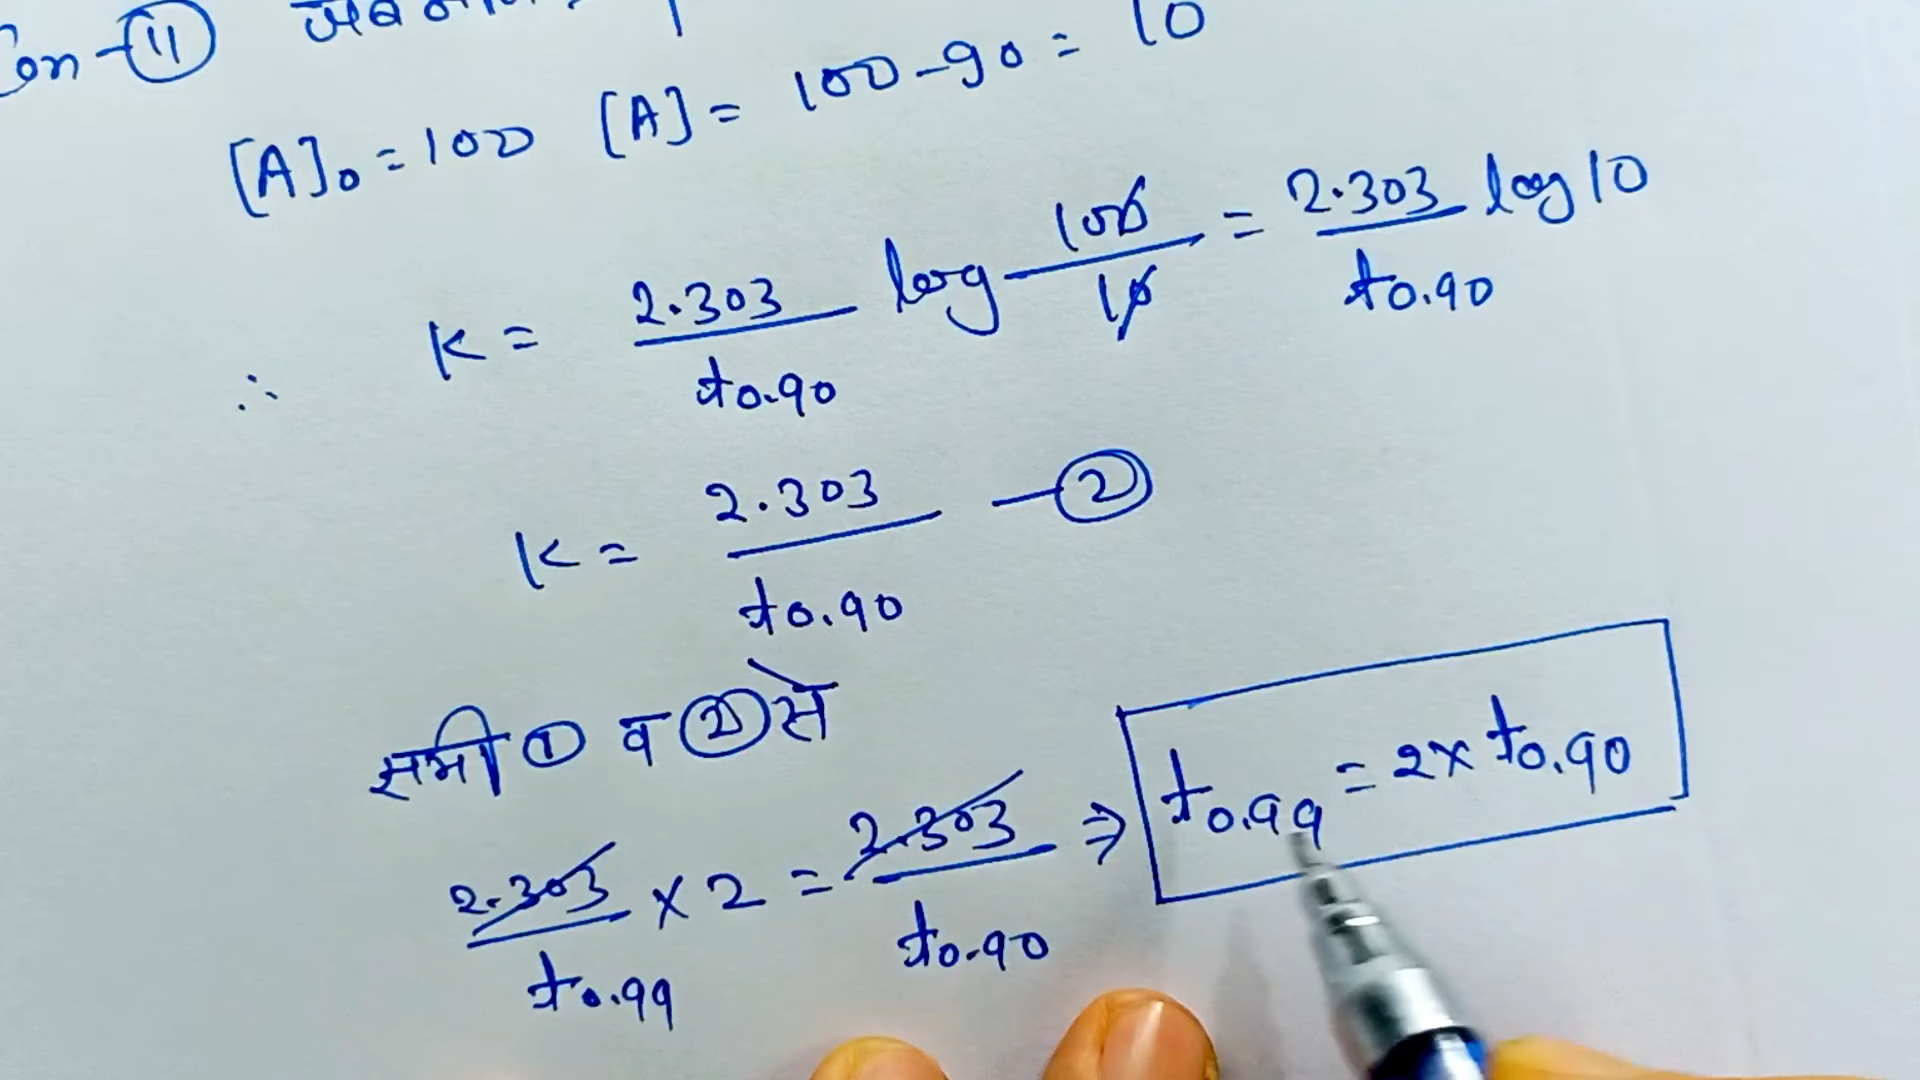 Con-(II) जब
[A]₀ = 100 [A] = 100-90 = 10
∴ K = 2.303/t0.90 log 100/10 = 2.303/t0.90 log 10
K = 2.303/t0.90 —(2)
समी (1) व (2) से
2.303/t0.99 × 2 = 2.303/t0.90 ⇒ t0.99 = 2× t0.90